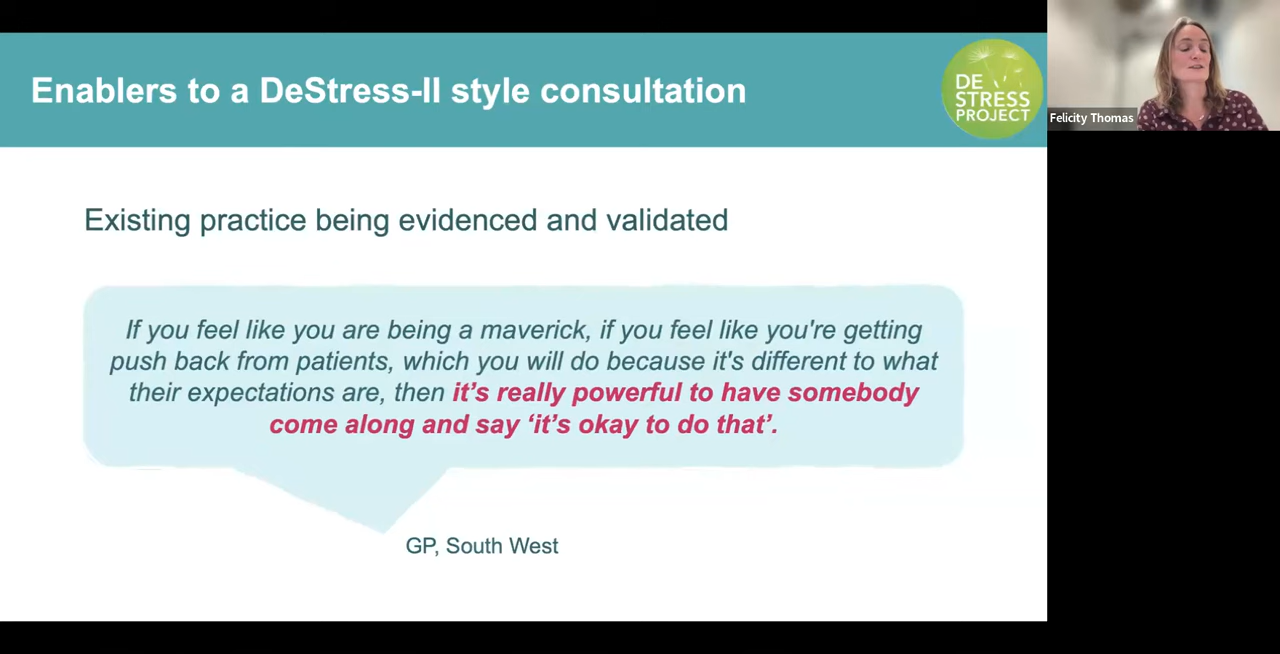 Enablers to a DeStress-II style consultation
DE
STRESS
PROJECT
Felicity Thomas
Existing practice being evidenced and validated
If you feel like you are being a maverick, if you feel like you're getting
push back from patients, which you will do because it's different to what
their expectations are, then it’s really powerful to have somebody
come along and say ‘it’s okay to do that’.
GP, South West